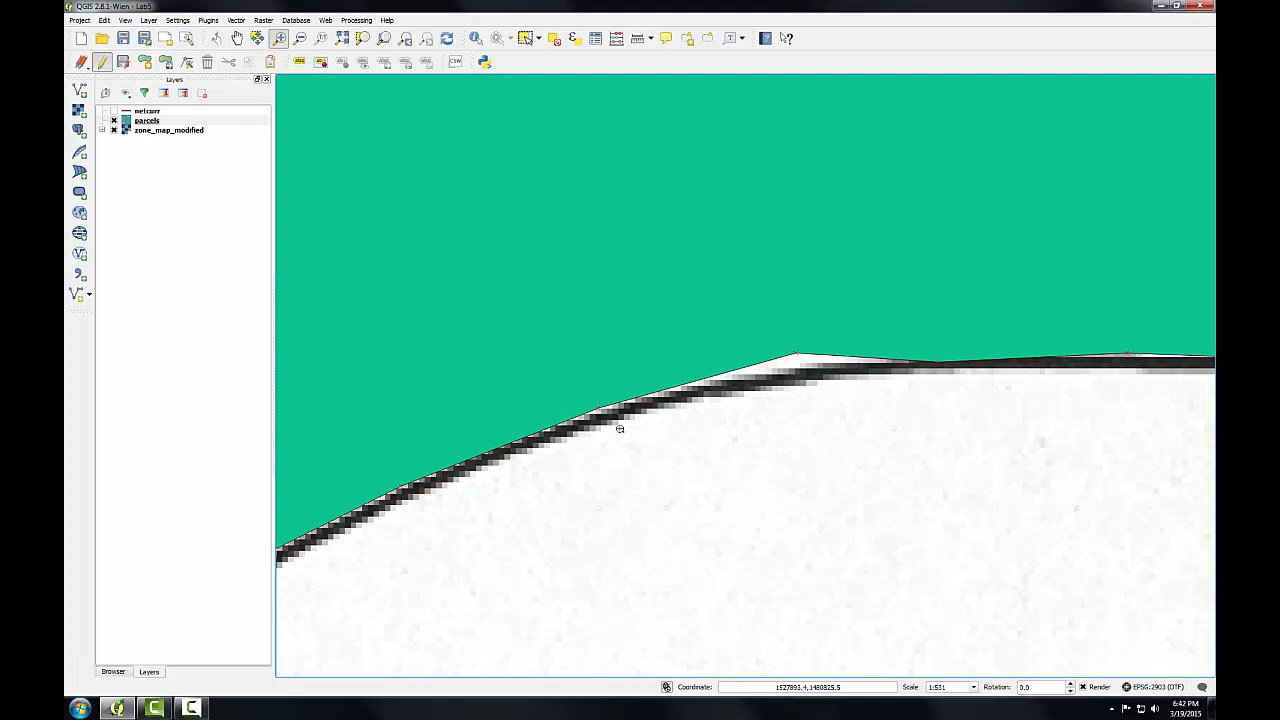 QGIS 2.8.1-Wien - Lab5
Project Edit View Layer Settings Plugins Vector Raster Database Web Processing Help
Layers
netcurr
parcels
zone_map_modified
Browser Layers
Coordinate: 1527893.4,1480825.5 Scale 1:531 Rotation: 0.0 Render EPSG:2903 (OTF)
6:42 PM
3/19/2015